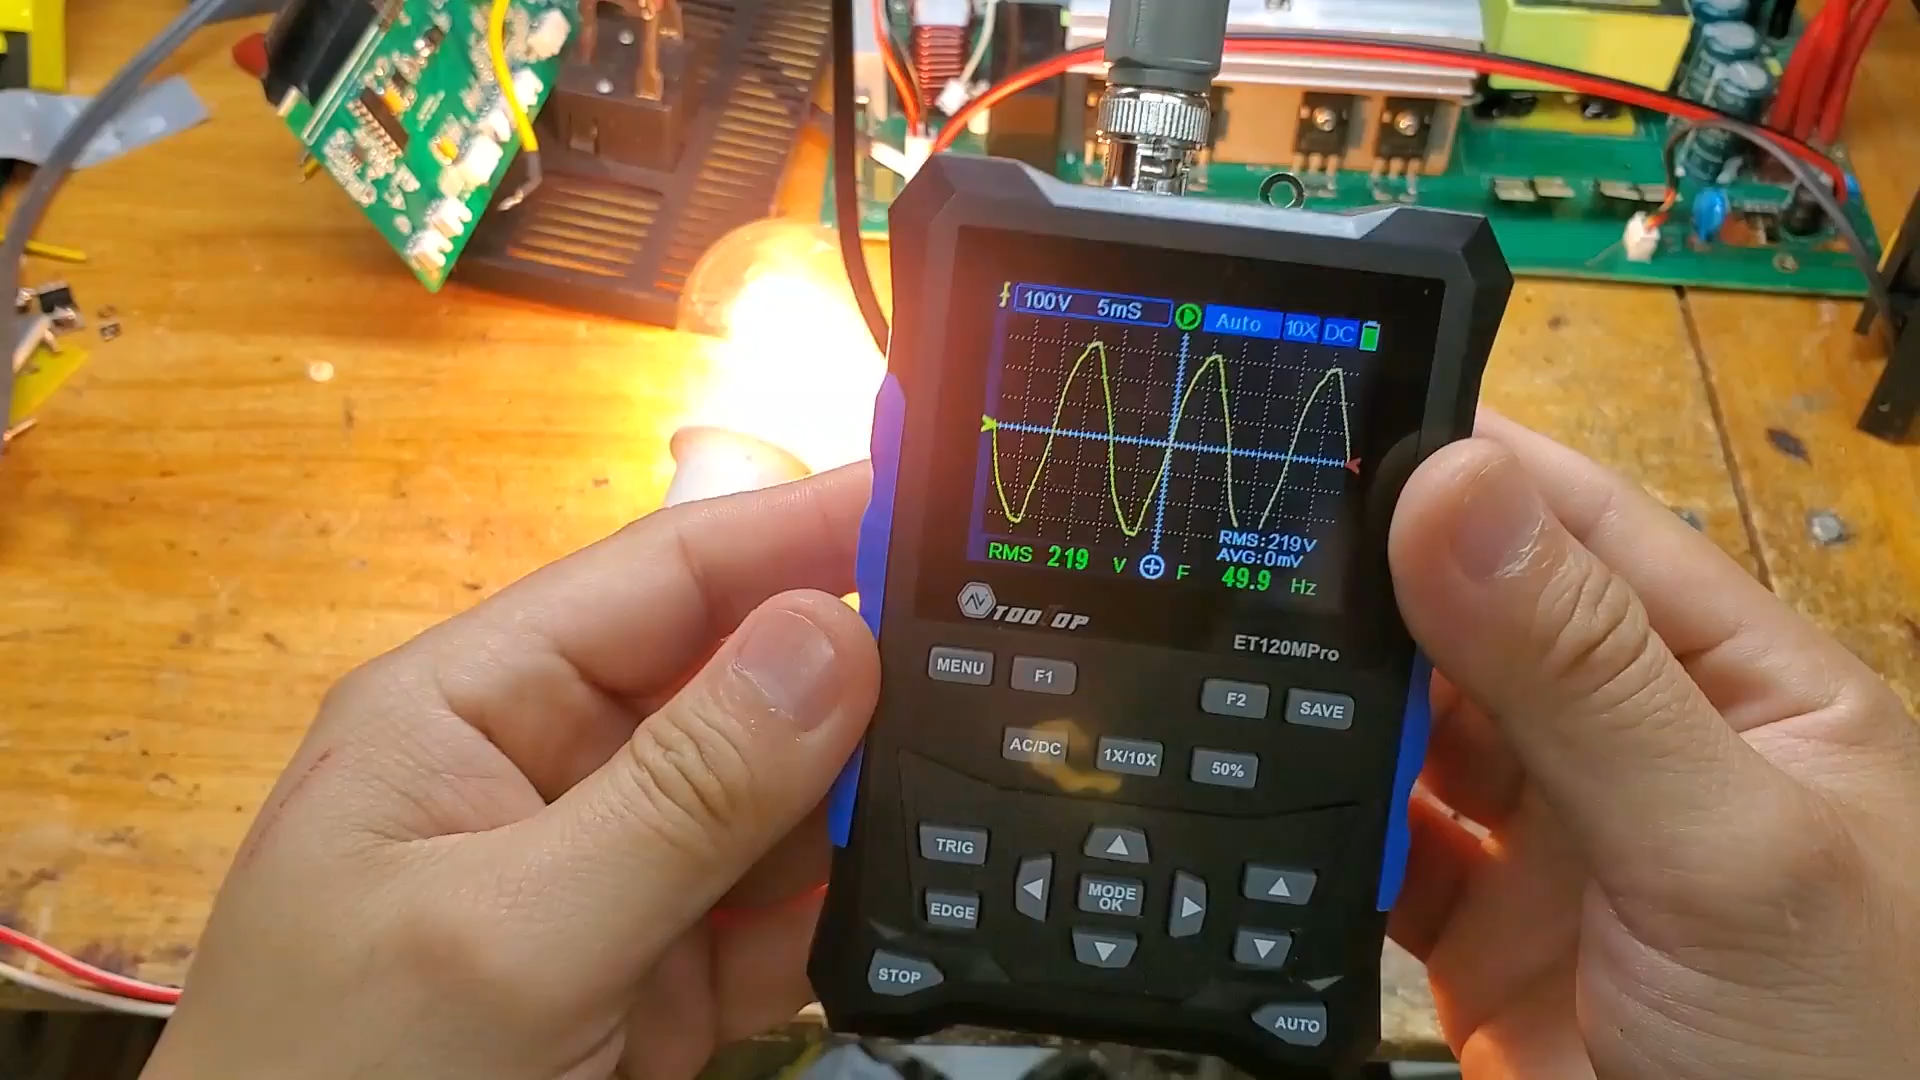 100V 5mS Auto 10X DC
RMS:219V
AVG:0mV
RMS 219 V F 49.9 Hz
TOOLTOP
ET120MPro
MENU F1 F2 SAVE
AC/DC 1X/10X 50%
TRIG
MODE
OK
EDGE
STOP
AUTO